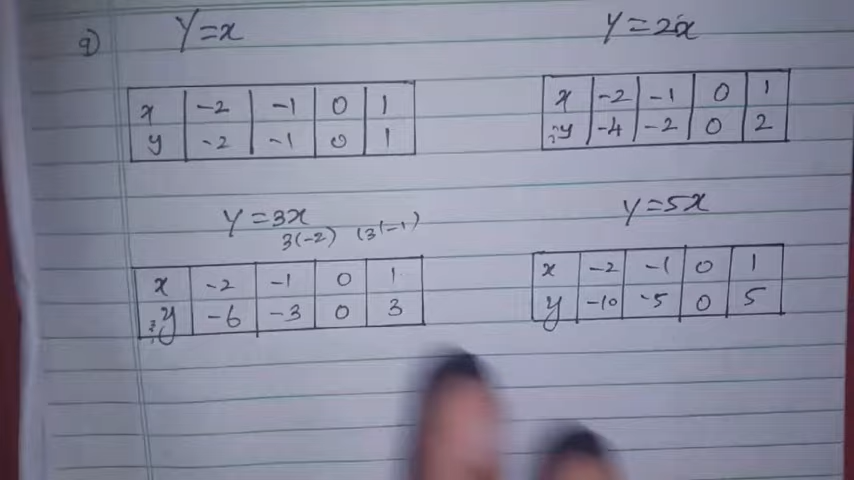 a) Y = x
x -2 -1 0 1
y -2 -1 0 1
y = 2x
x -2 -1 0 1
y -4 -2 0 2
Y = 3x
3(-2) (3(-1)
x -2 -1 0 1
y -6 -3 0 3
y = 5x
x -2 -1 0 1
y -10 -5 0 5